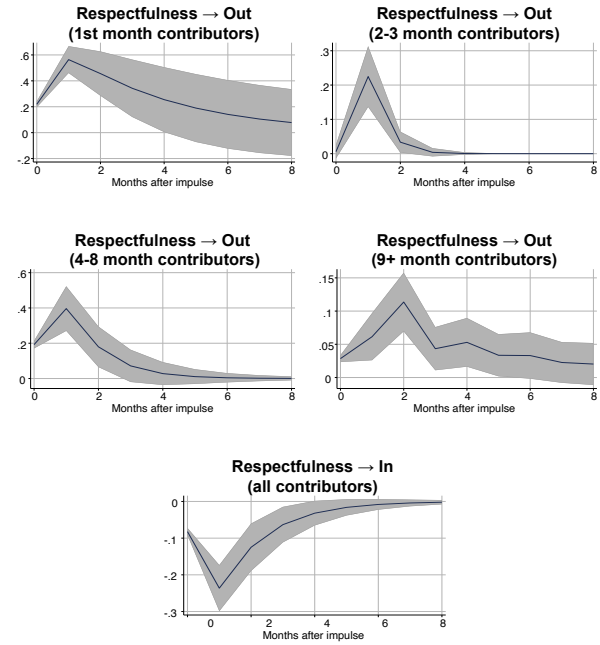 Respectfulness → Out
(1st month contributors)
.6
.4
.2
0
-.2
0 2 4 6 8
Months after impulse
Respectfulness → Out
(2-3 month contributors)
.3
.2
.1
0
0 2 4 6 8
Months after impulse
Respectfulness → Out
(4-8 month contributors)
.6
.4
.2
0
0 2 4 6 8
Months after impulse
Respectfulness → Out
(9+ month contributors)
.15
.1
.05
0
0 2 4 6 8
Months after impulse
Respectfulness → In
(all contributors)
0
-.1
-.2
-.3
0 2 4 6 8
Months after impulse